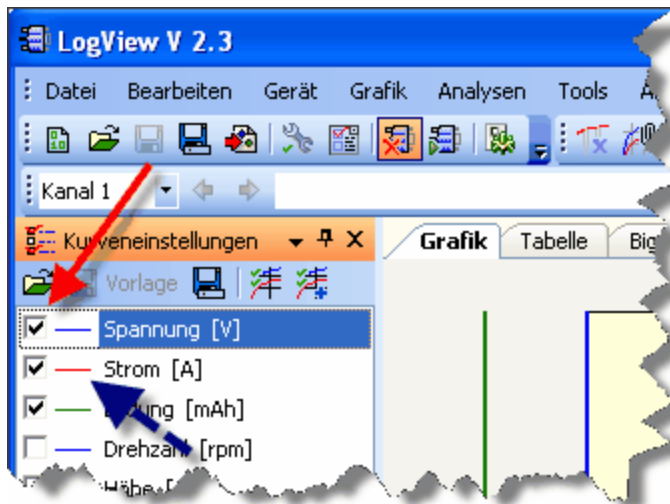 LogView V 2.3
Datei Bearbeiten Gerät Grafik Analysen Tools
Kanal 1
Kurveneinstellungen
Grafik Tabelle Big
Vorlage
Spannung [V]
Strom [A]
[mAh]
Drehzahl [rpm]